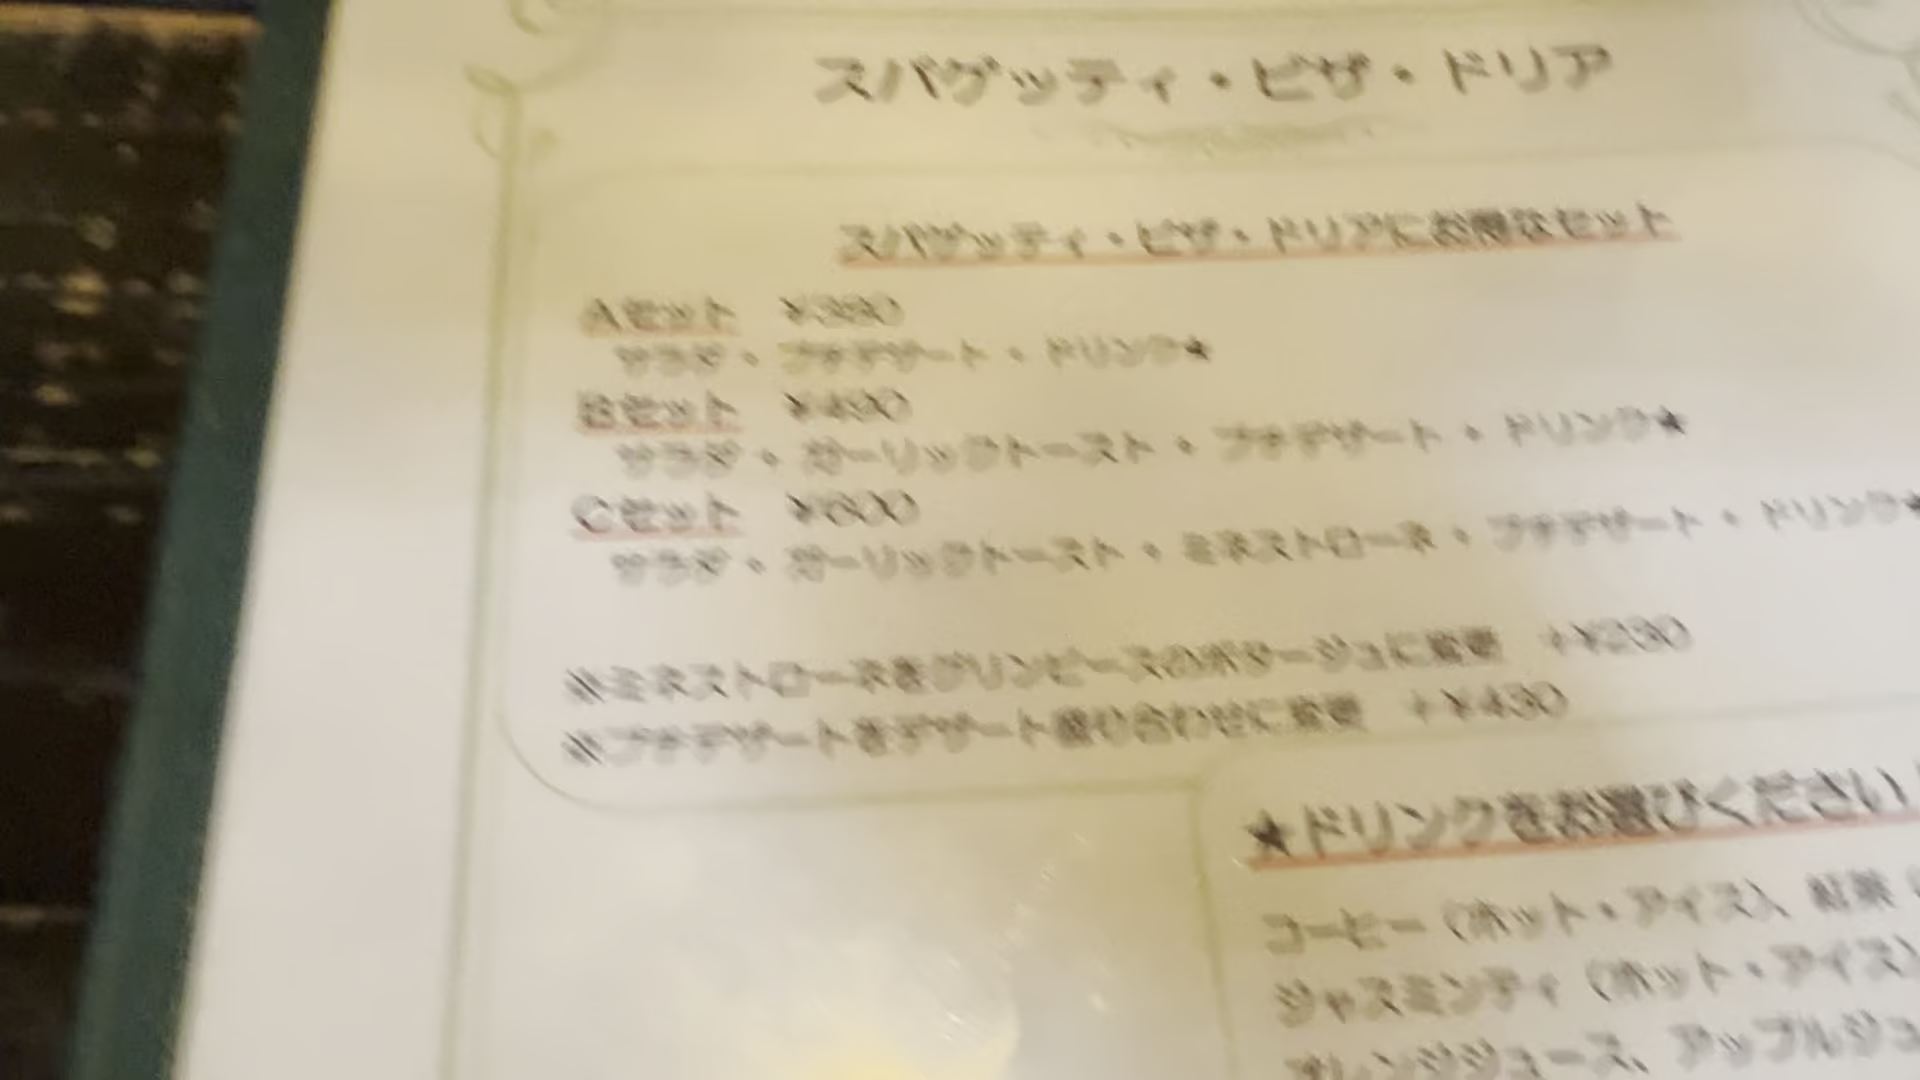 スパゲッティ・ピザ・ドリア
スパゲッティ・ピザ・ドリアにお得なセット
Aセット ¥380
サラダ・プチデザート・ドリンク★
Bセット ¥490
サラダ・ガーリックトースト・プチデザート・ドリンク★
Cセット ¥600
サラダ・ガーリックトースト・ミネストローネ・プチデザート・ドリンク★
※ミネストローネをグリンピースのポタージュに変更 +¥230
※プチデザートをデザート盛り合わせに変更 +¥430
★ドリンクをお選びください
コーヒー(ホット・アイス)、紅茶(
ジャスミンティ(ホット・アイス)
オレンジジュース、アップルジュ